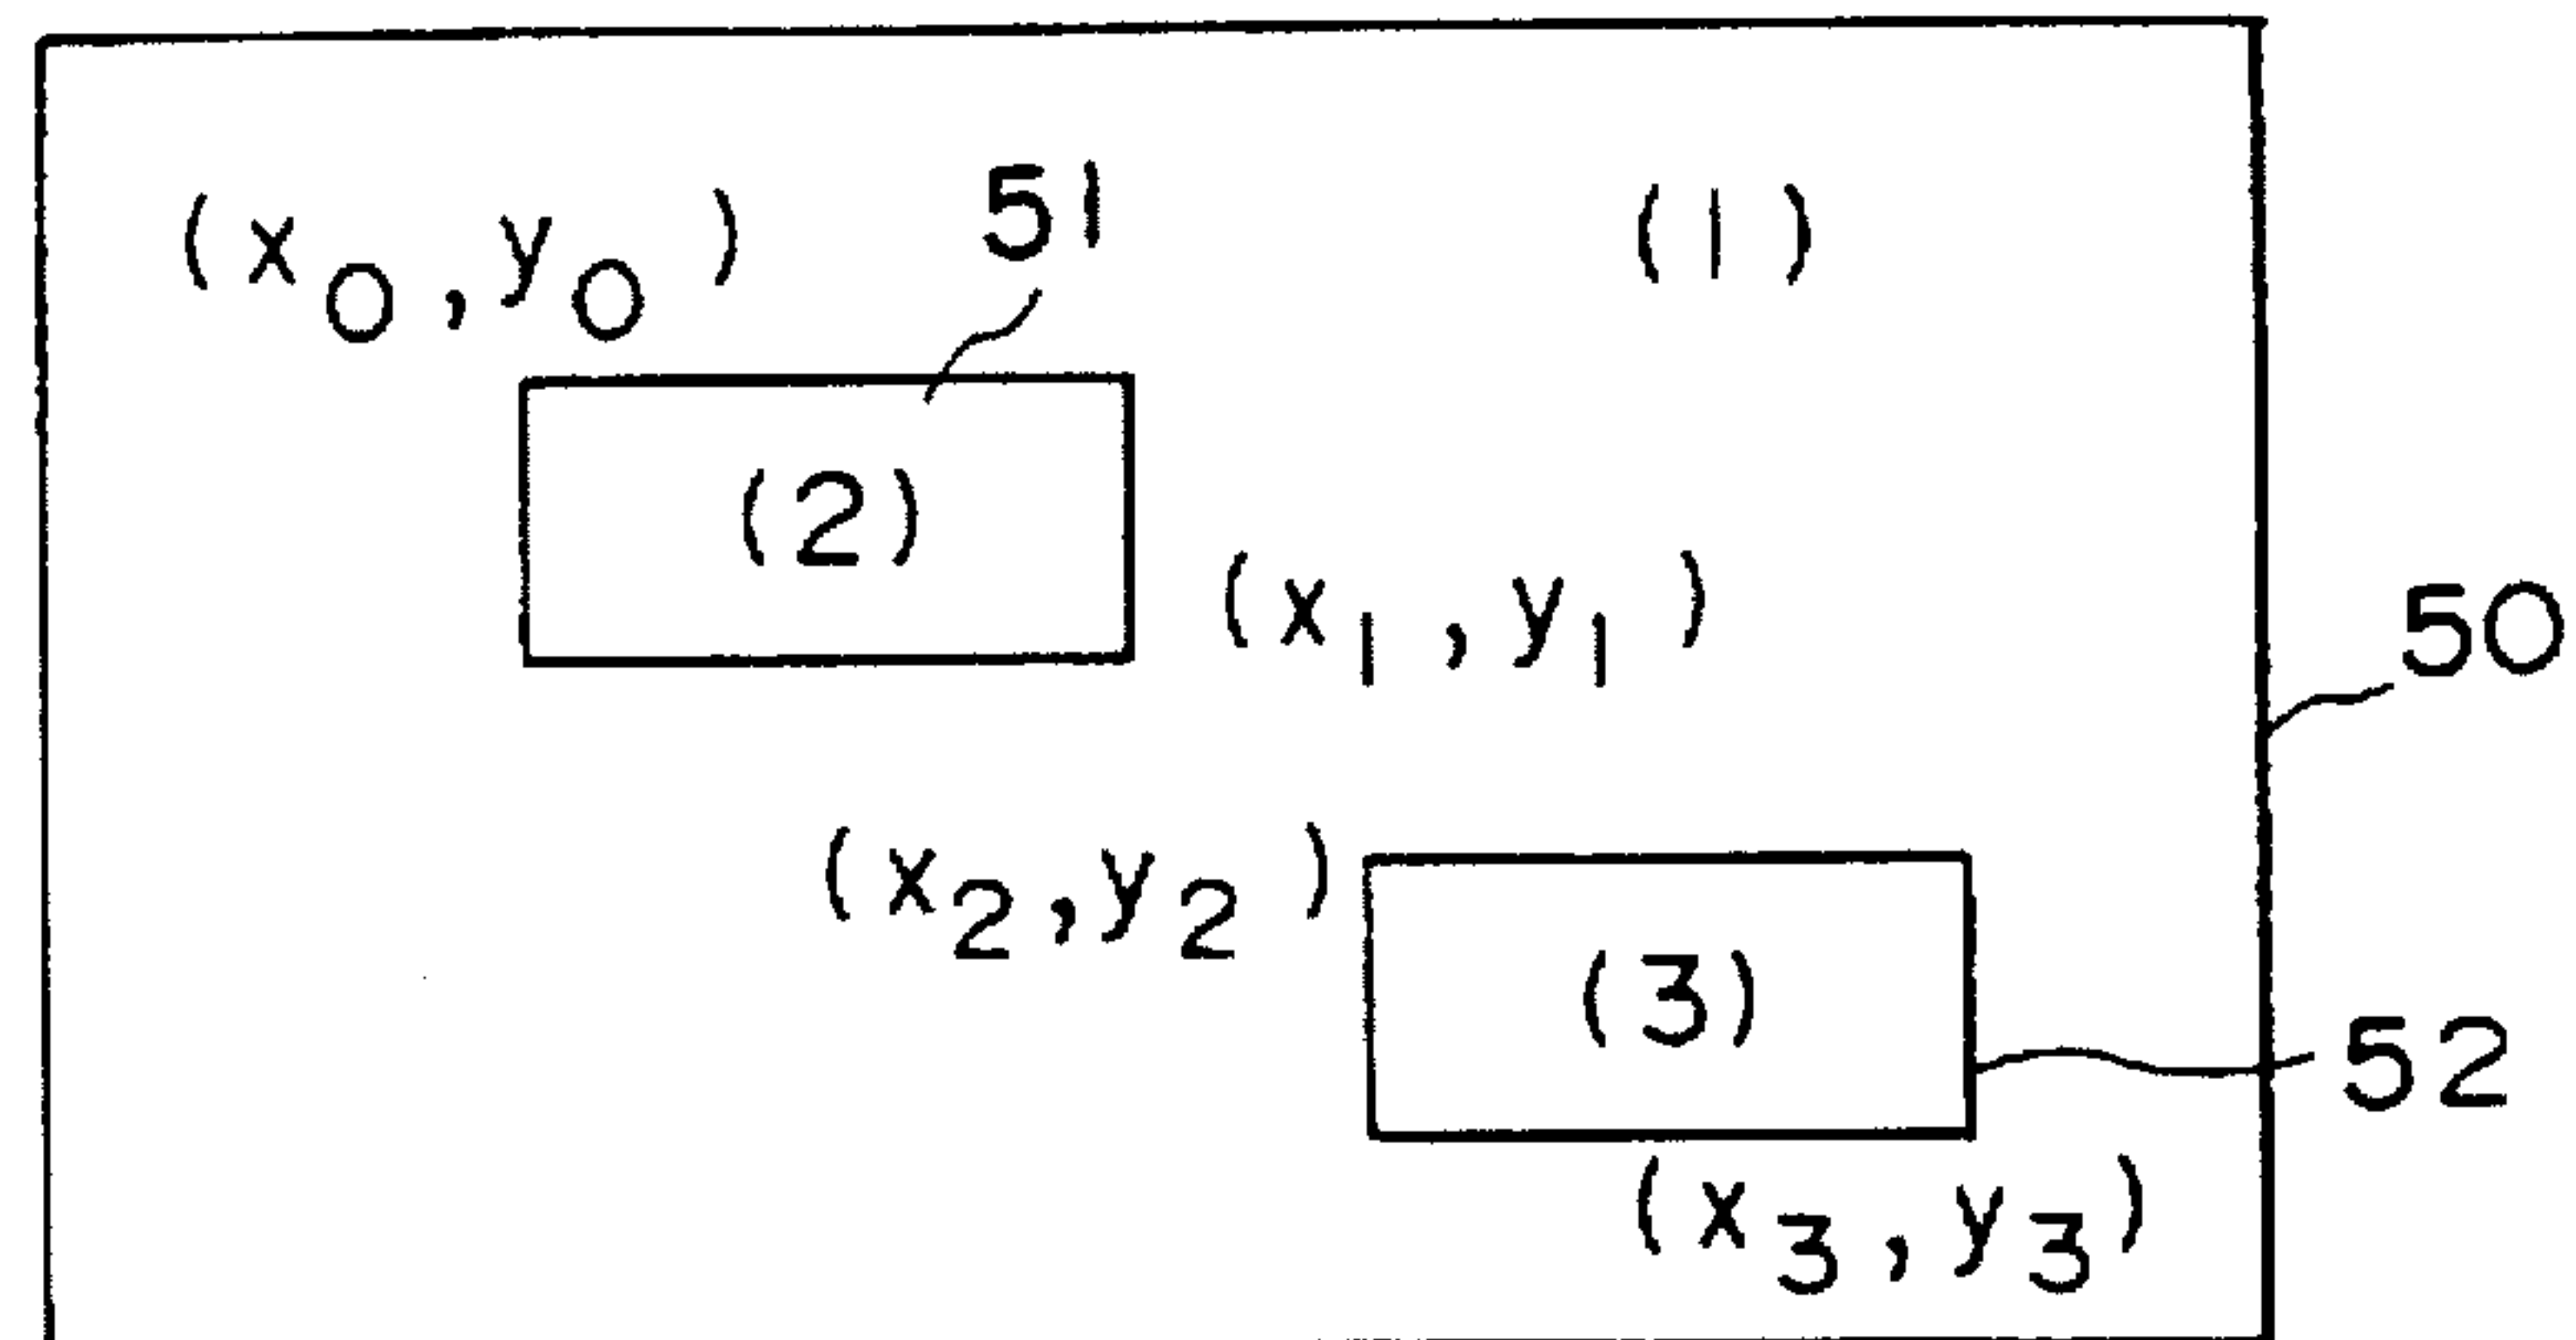 51
(x₀,y₀)
(1)
(2)
(x₁,y₁)
50
(x₂,y₂)
(3)
52
(x₃,y₃)